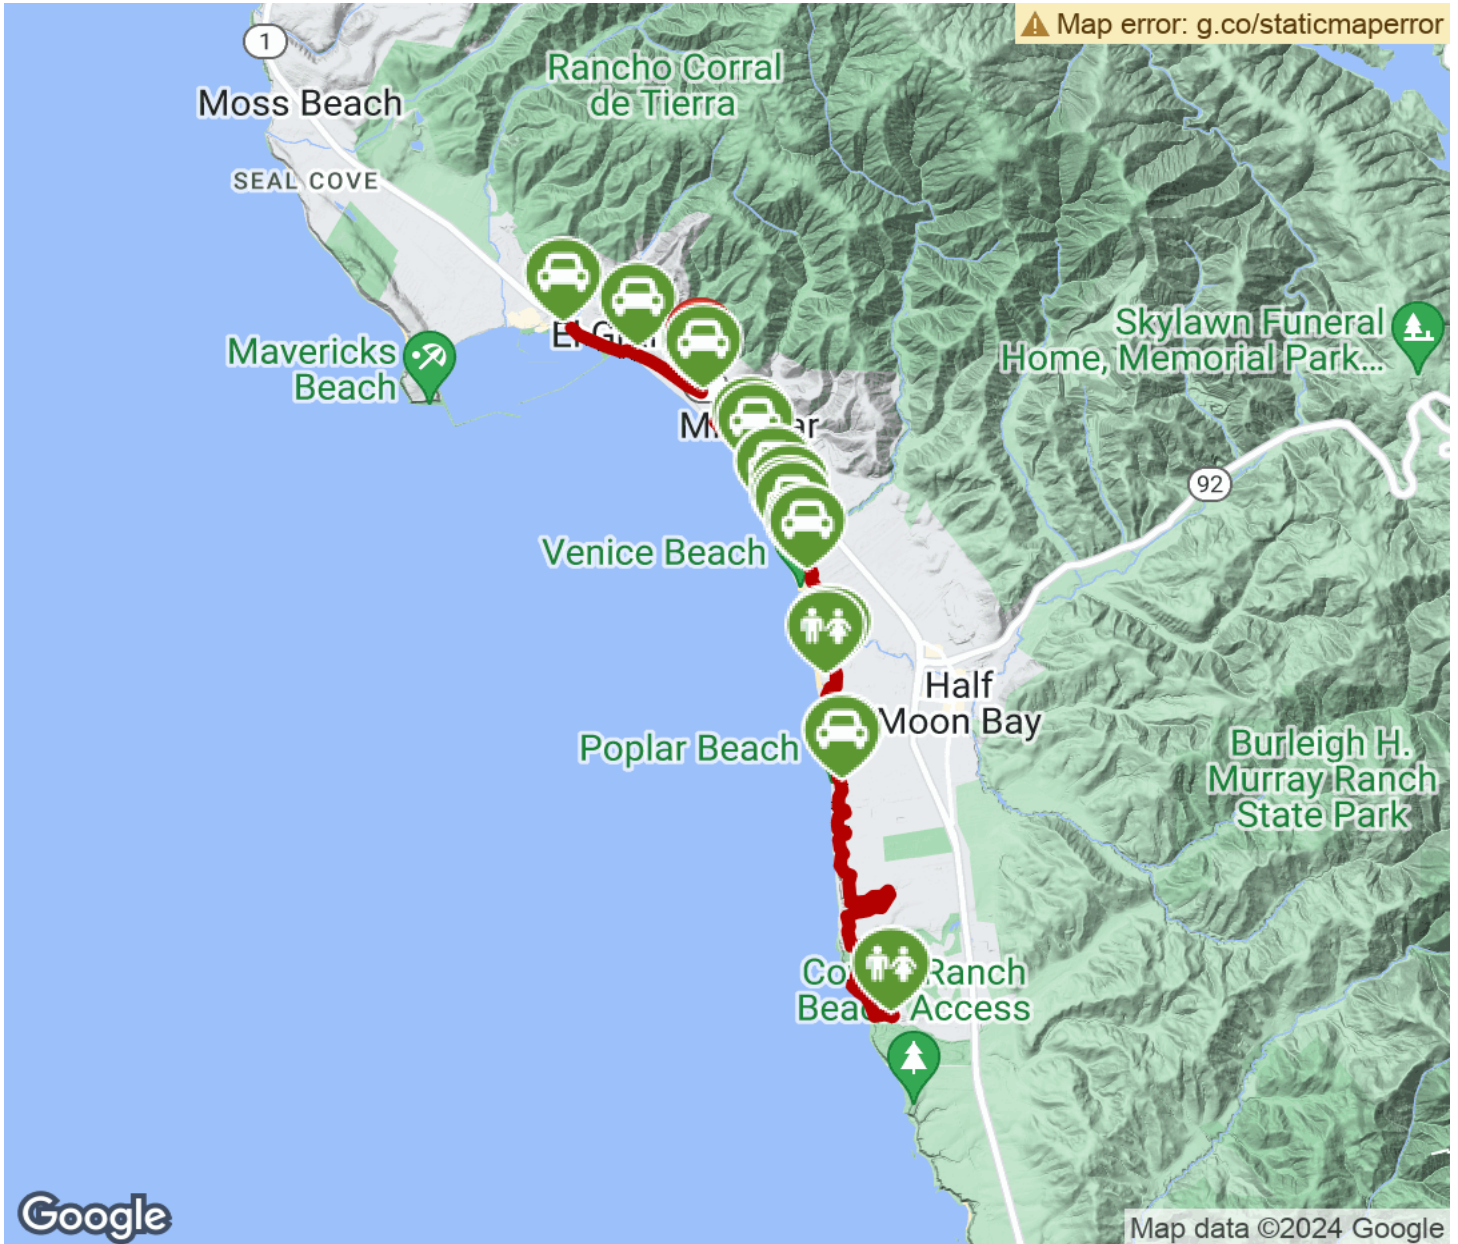 Map error: g.co/staticmaperror
1
Rancho Corral
de Tierra
Moss Beach
SEAL COVE
Skylawn Funeral
Home, Memorial Park...
Mavericks
Beach
92
Venice Beach
Half
Moon Bay
Poplar Beach
Burleigh H.
Murray Ranch
State Park
Ranch
Access
Google
Map data ©2024 Google